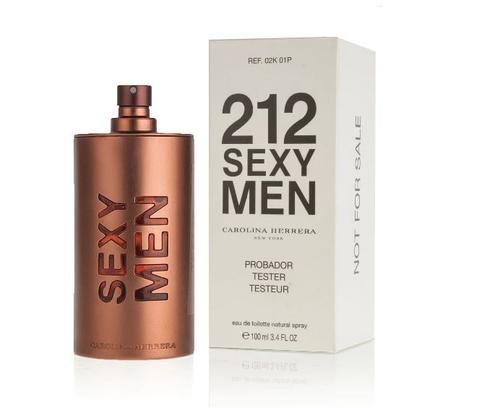 SEXY
MEN
CAROLINA HERRERA
REF. 02K 01P
212
SEXY
MEN
CAROLINA HERRERA
NEW YORK
PROBADOR
TESTER
TESTEUR
eau de toilette natural spray
℮ 100 ml 3.4 FL OZ
NOT FOR SALE